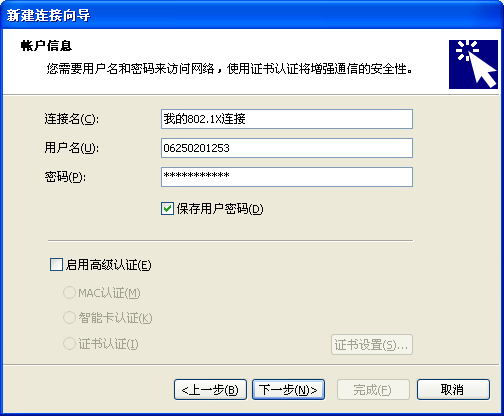 新建连接向导
帐户信息
您需要用户名和密码来访问网络，使用证书认证将增强通信的安全性。
连接名(C): 我的802.1X连接
用户名(U): 06250201253
密码(P): ***********
保存用户密码(D)
启用高级认证(E)
MAC认证(M)
智能卡认证(K)
证书认证(I) 证书设置(S)...
<上一步(B) 下一步(N)> 完成(F) 取消